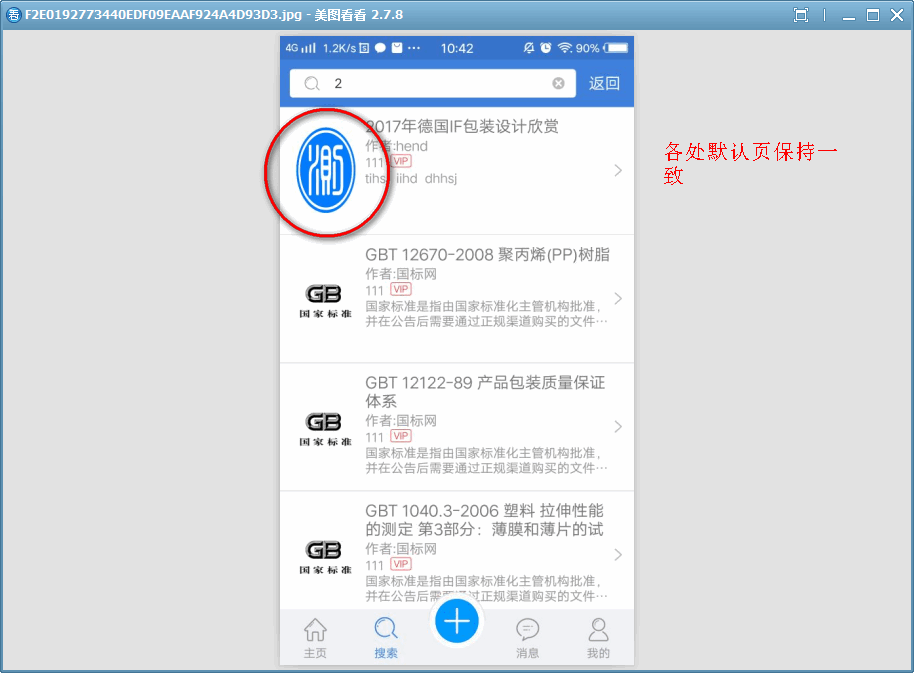 F2E0192773440EDF09EAAF924A4D93D3.jpg - 美图看看 2.7.8
4G 1.2K/s 10:42 90%
2 返回
2017年德国IF包装设计欣赏
作者:hend
111 VIP
tihs iihd dhhsj
各处默认页保持一
致
GBT 12670-2008 聚丙烯(PP)树脂
作者:国标网
111 VIP
国家标准是指由国家标准化主管机构批准，
并在公告后需要通过正规渠道购买的文件…
GB
国家标准
GBT 12122-89 产品包装质量保证
体系
作者:国标网
111 VIP
国家标准是指由国家标准化主管机构批准，
并在公告后需要通过正规渠道购买的文件…
GB
国家标准
GBT 1040.3-2006 塑料 拉伸性能
的测定 第3部分：薄膜和薄片的试
作者:国标网
111 VIP
国家标准是指由国家标准化主管机构批准，
并在公告后需要通过正规渠道购买的文件…
GB
国家标准
主页 搜索 消息 我的